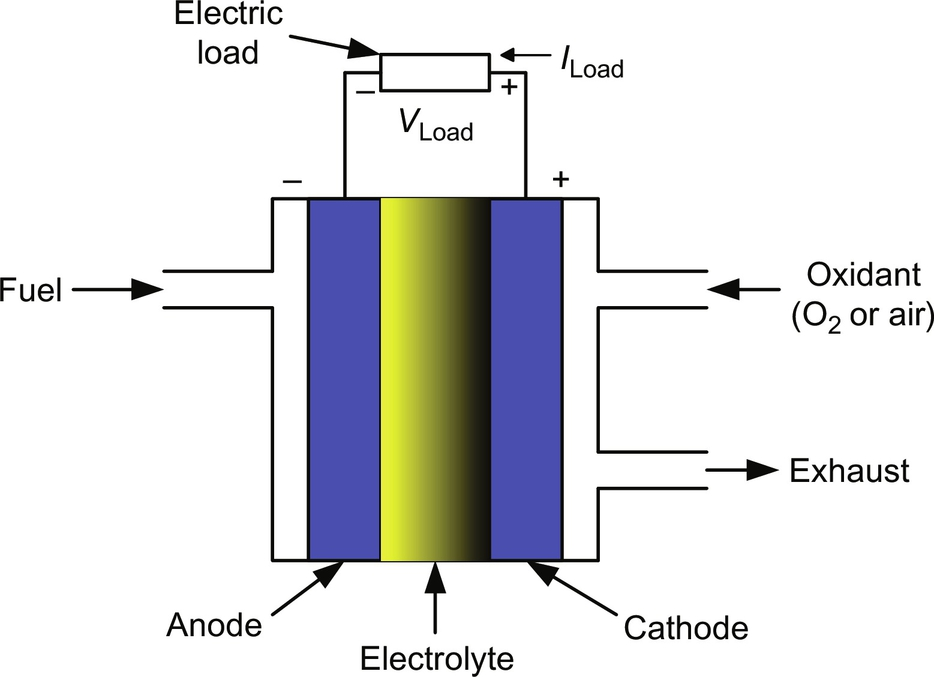 Electric
load
I_Load
– +
V_Load
– +
Fuel
Oxidant
(O₂ or air)
Exhaust
Anode
Cathode
Electrolyte